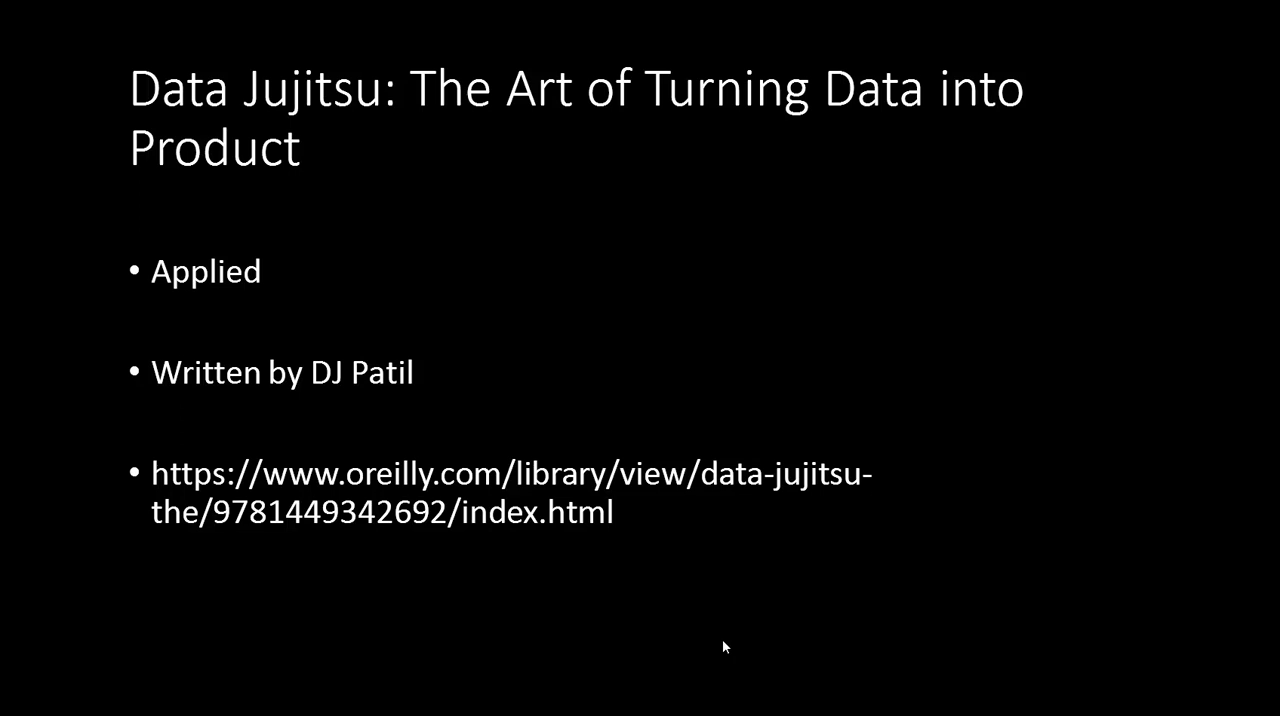 Data Jujitsu: The Art of Turning Data into
Product
• Applied
• Written by DJ Patil
• https://www.oreilly.com/library/view/data-jujitsu-
the/9781449342692/index.html